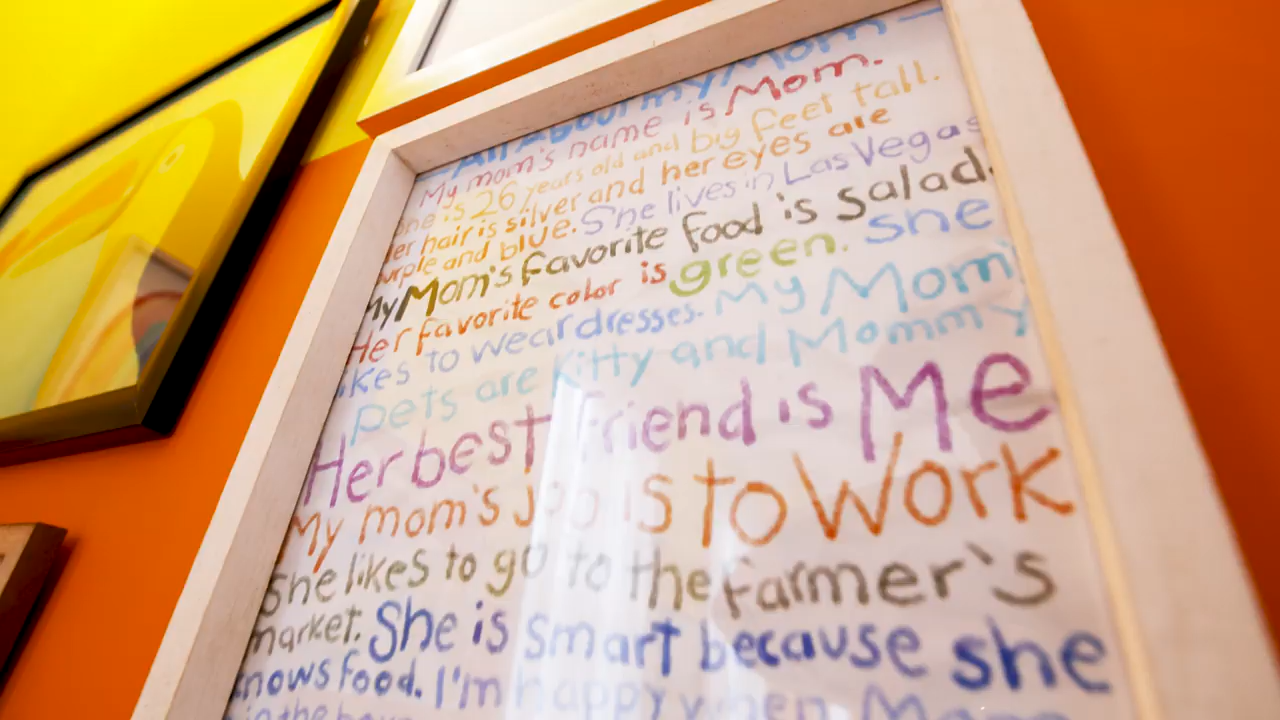 -All About my Mom-
My mom's name is Mom.
She is 26 years old and big feet tall.
Her hair is silver and her eyes are
purple and blue. She lives in Las Vegas
My Mom's Favorite Food is Salad.
Her favorite color is green. She
likes to wear dresses. My Mom's
pets are Kitty and Mommy
Her best friend is Me
My mom's job is to Work
She likes to go to the Farmer's
market. She is Smart because she
knows food. I'm happy when Mom
in the